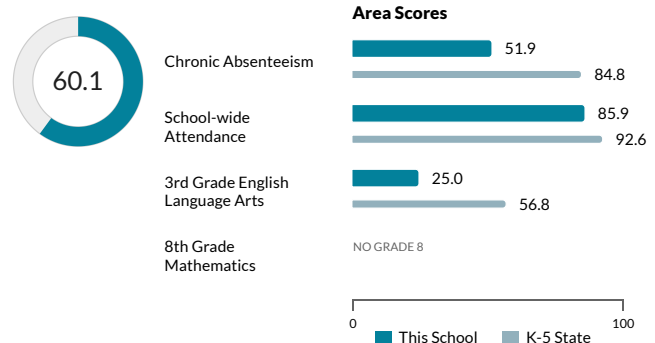 Area Scores
60.1
Chronic Absenteeism
51.9
84.8
School-wide
Attendance
85.9
92.6
3rd Grade English
Language Arts
25.0
56.8
8th Grade
Mathematics
NO GRADE 8
0
100
This School
K-5 State